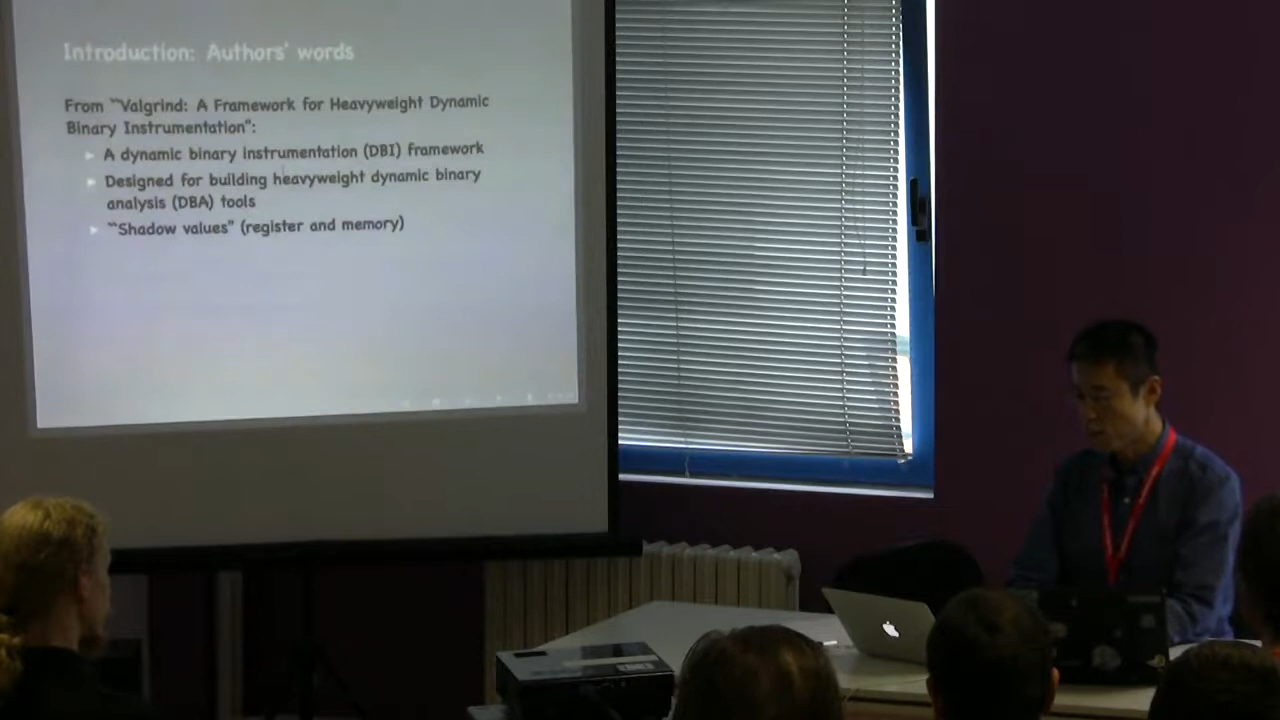 Introduction: Authors' words
From "Valgrind: A Framework for Heavyweight Dynamic
Binary Instrumentation":
A dynamic binary instrumentation (DBI) framework
Designed for building heavyweight dynamic binary
analysis (DBA) tools
"Shadow values" (register and memory)